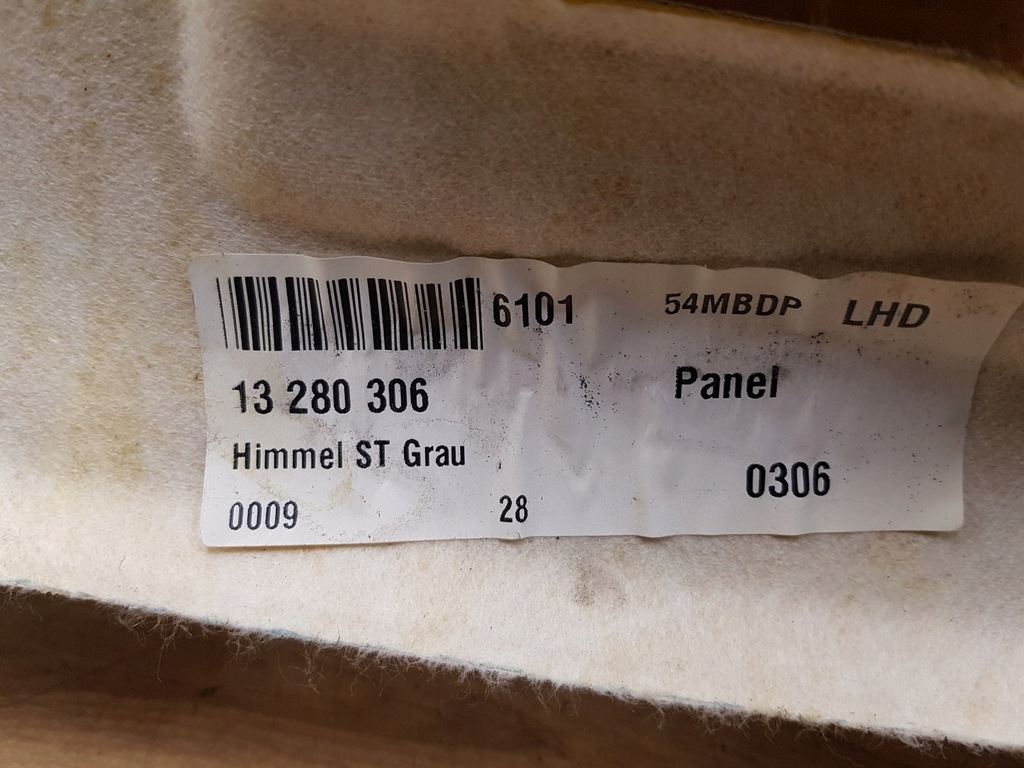 6101 54MBDP LHD
13 280 306 Panel
Himmel ST Grau
0306
0009 28